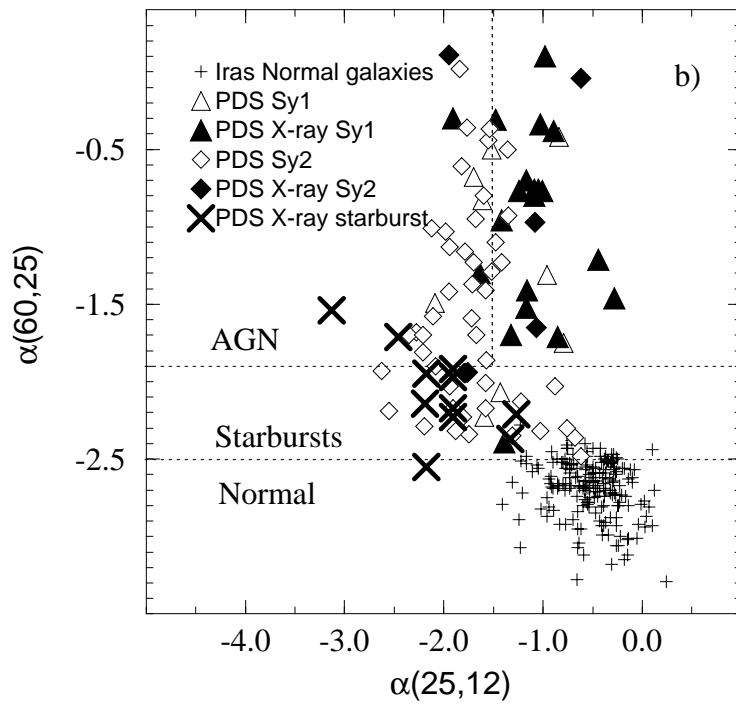 b)
Iras Normal galaxies
PDS Sy1
PDS X-ray Sy1
PDS Sy2
PDS X-ray Sy2
PDS X-ray starburst
-0.5
-1.5
-2.5
α(60,25)
AGN
Starbursts
Normal
-4.0 -3.0 -2.0 -1.0 0.0
α(25,12)